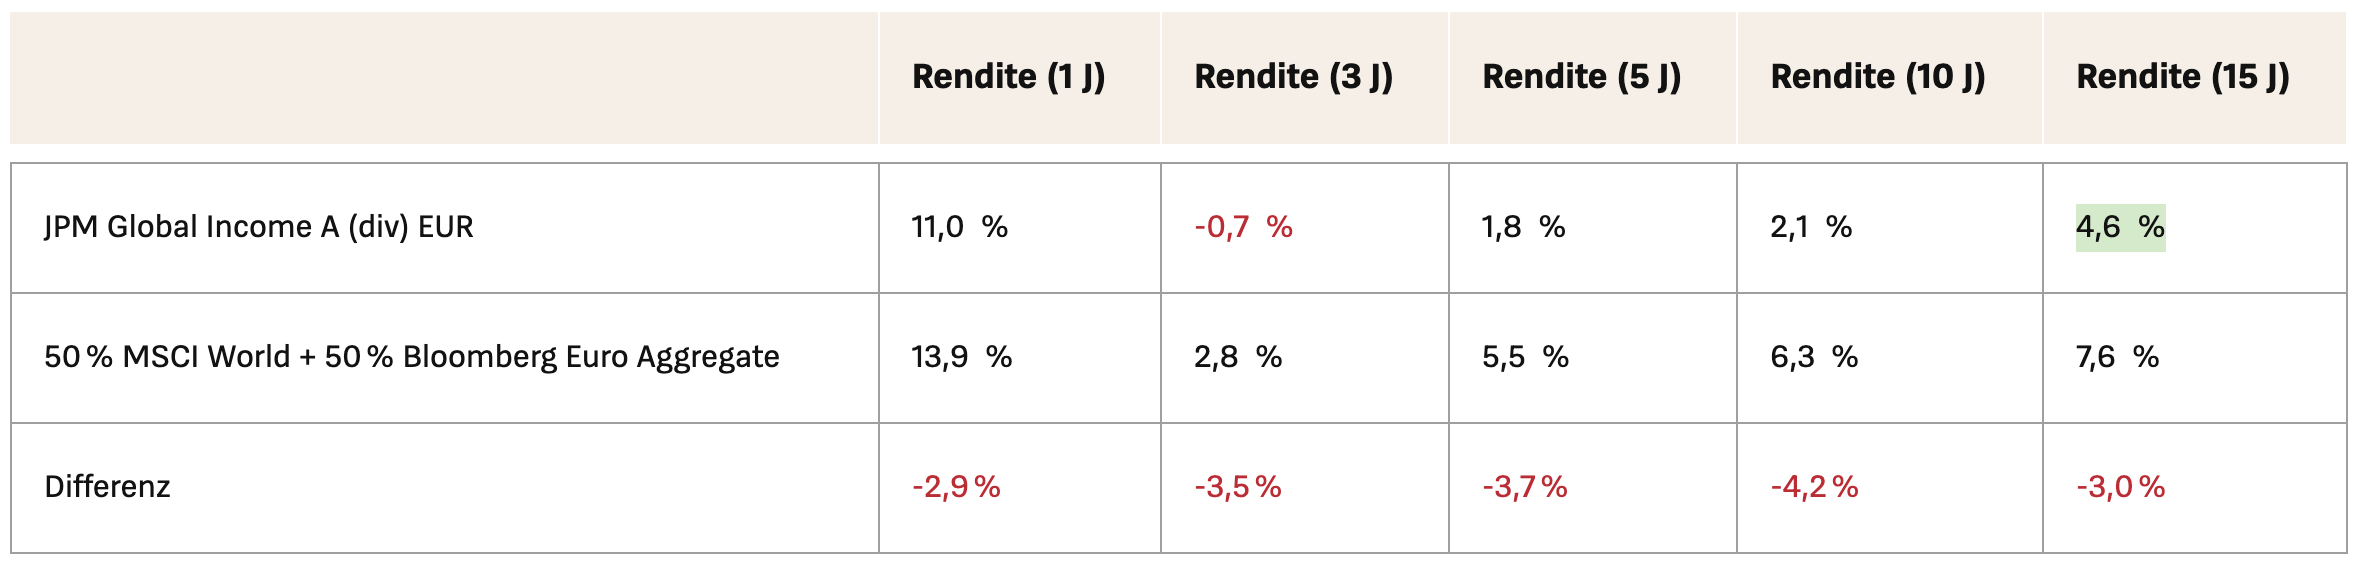 Rendite (1 J) Rendite (3 J) Rendite (5 J) Rendite (10 J) Rendite (15 J)
JPM Global Income A (div) EUR 11,0 % -0,7 % 1,8 % 2,1 % 4,6 %
50 % MSCI World + 50 % Bloomberg Euro Aggregate 13,9 % 2,8 % 5,5 % 6,3 % 7,6 %
Differenz -2,9 % -3,5 % -3,7 % -4,2 % -3,0 %